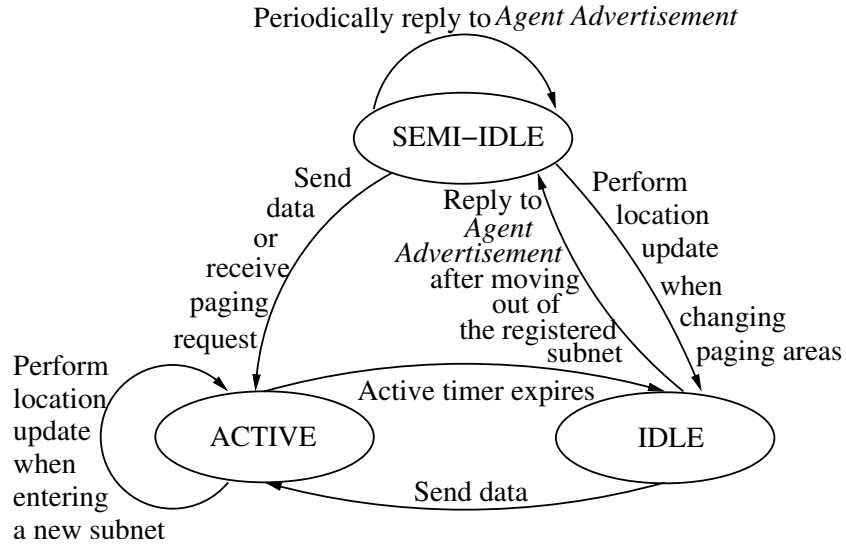 Periodically reply to Agent Advertisement
SEMI−IDLE
Send
data
or
receive
paging
request
Reply to
Agent
Advertisement
after moving
out of
the registered
subnet
Perform
location
update
when
changing
paging areas
Perform
location
update
when
entering
a new subnet
Active timer expires
ACTIVE
IDLE
Send data